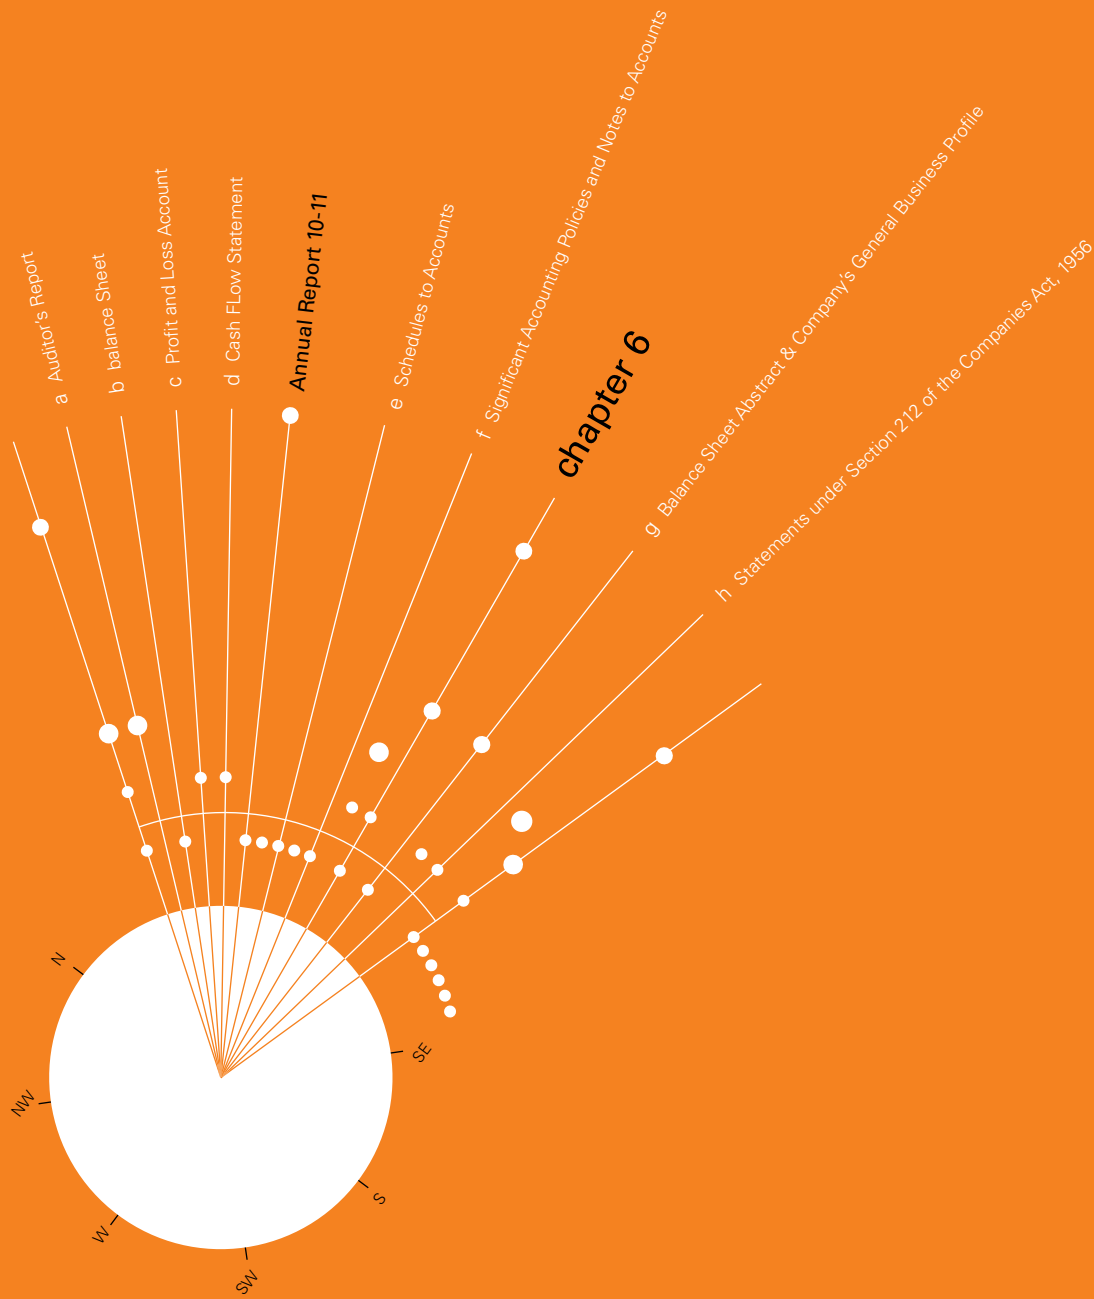 a Auditor's Report
b balance Sheet
c Profit and Loss Account
d Cash FLow Statement
Annual Report 10-11
e Schedules to Accounts
f Significant Accounting Policies and Notes to Accounts
chapter 6
g Balance Sheet Abstract & Company's General Business Profile
h Statements under Section 212 of the Companies Act, 1956
N
SE
NW
S
W
SW